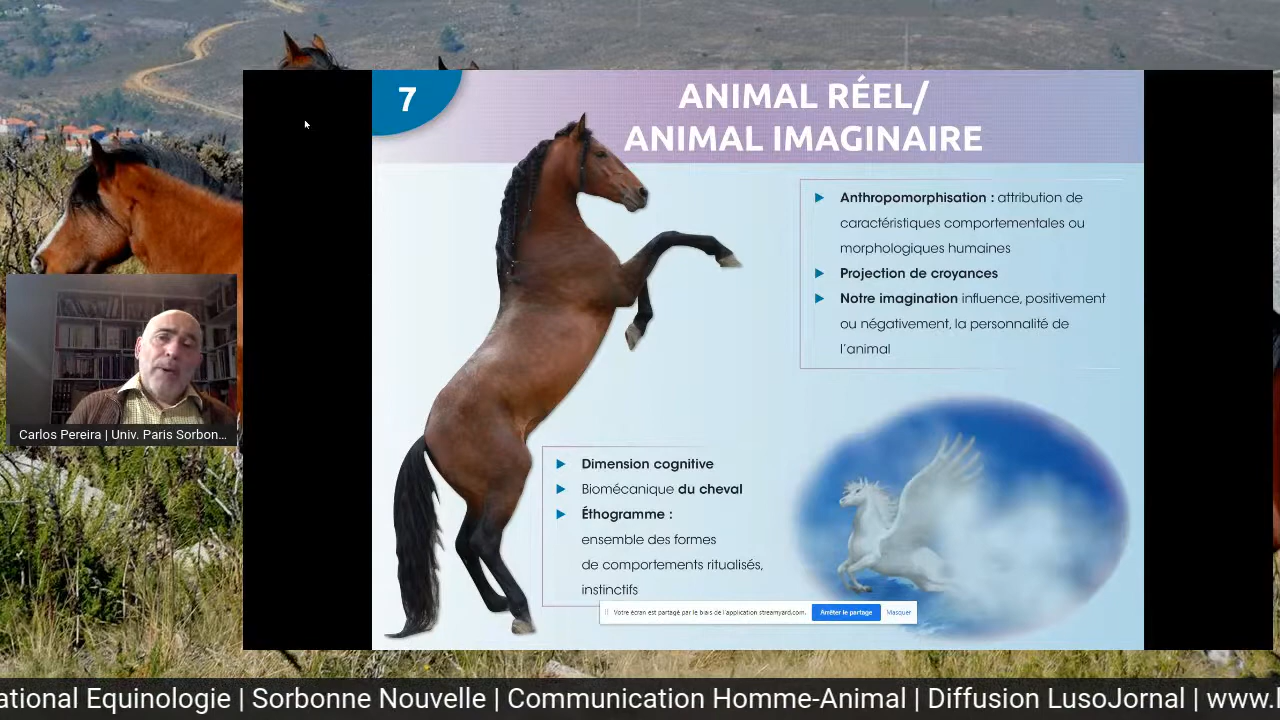 7
ANIMAL RÉEL/
ANIMAL IMAGINAIRE
Anthropomorphisation : attribution de
caractéristiques comportementales ou
morphologiques humaines
Projection de croyances
Notre imagination influence, positivement
ou négativement, la personnalité de
l'animal
Dimension cognitive
Biomécanique du cheval
Éthogramme :
ensemble des formes
de comportements ritualisés,
instinctifs
Votre écran est partagé par le biais de l'application streamyard.com.
Arrêter le partage
Masquer
Carlos Pereira | Univ. Paris Sorbon...
ational Equinologie | Sorbonne Nouvelle | Communication Homme-Animal | Diffusion LusoJornal | www.